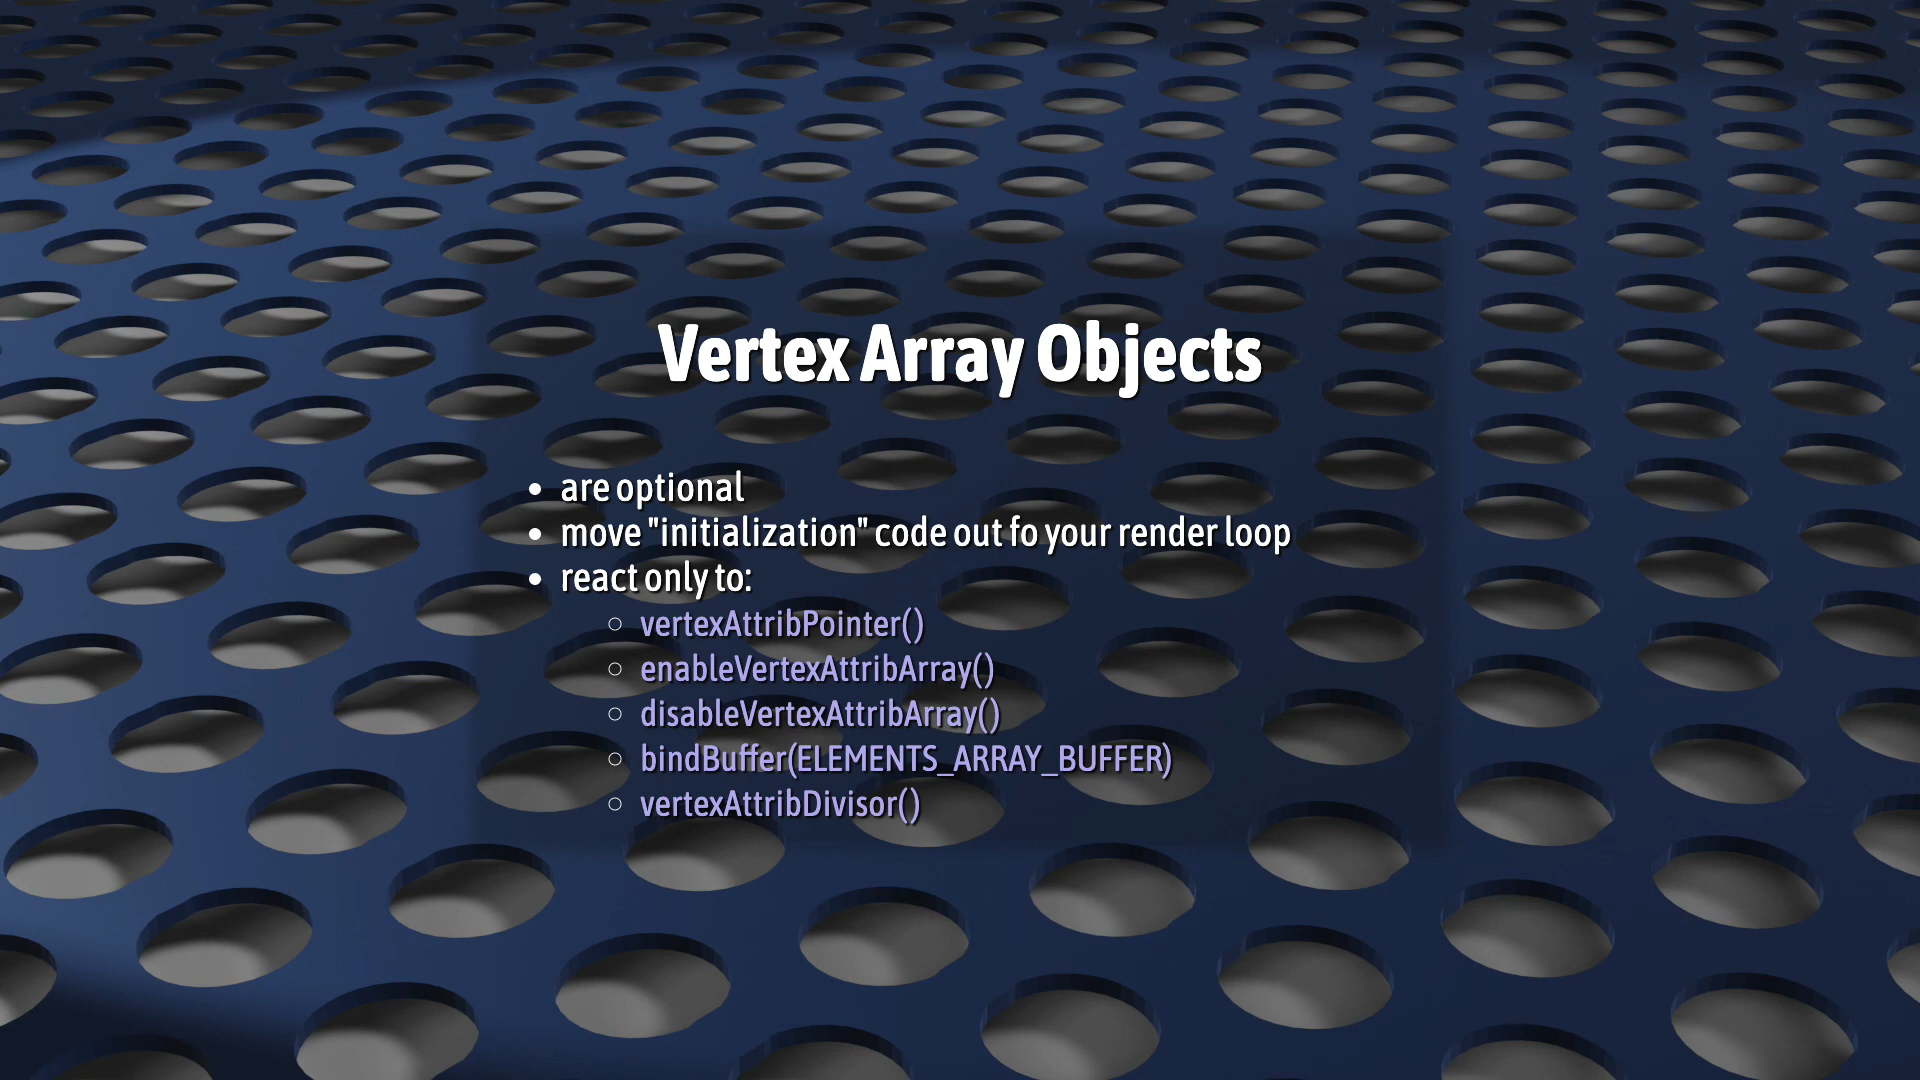 Vertex Array Objects
• are optional
• move "initialization" code out fo your render loop
• react only to:
○ vertexAttribPointer()
○ enableVertexAttribArray()
○ disableVertexAttribArray()
○ bindBuffer(ELEMENTS_ARRAY_BUFFER)
○ vertexAttribDivisor()